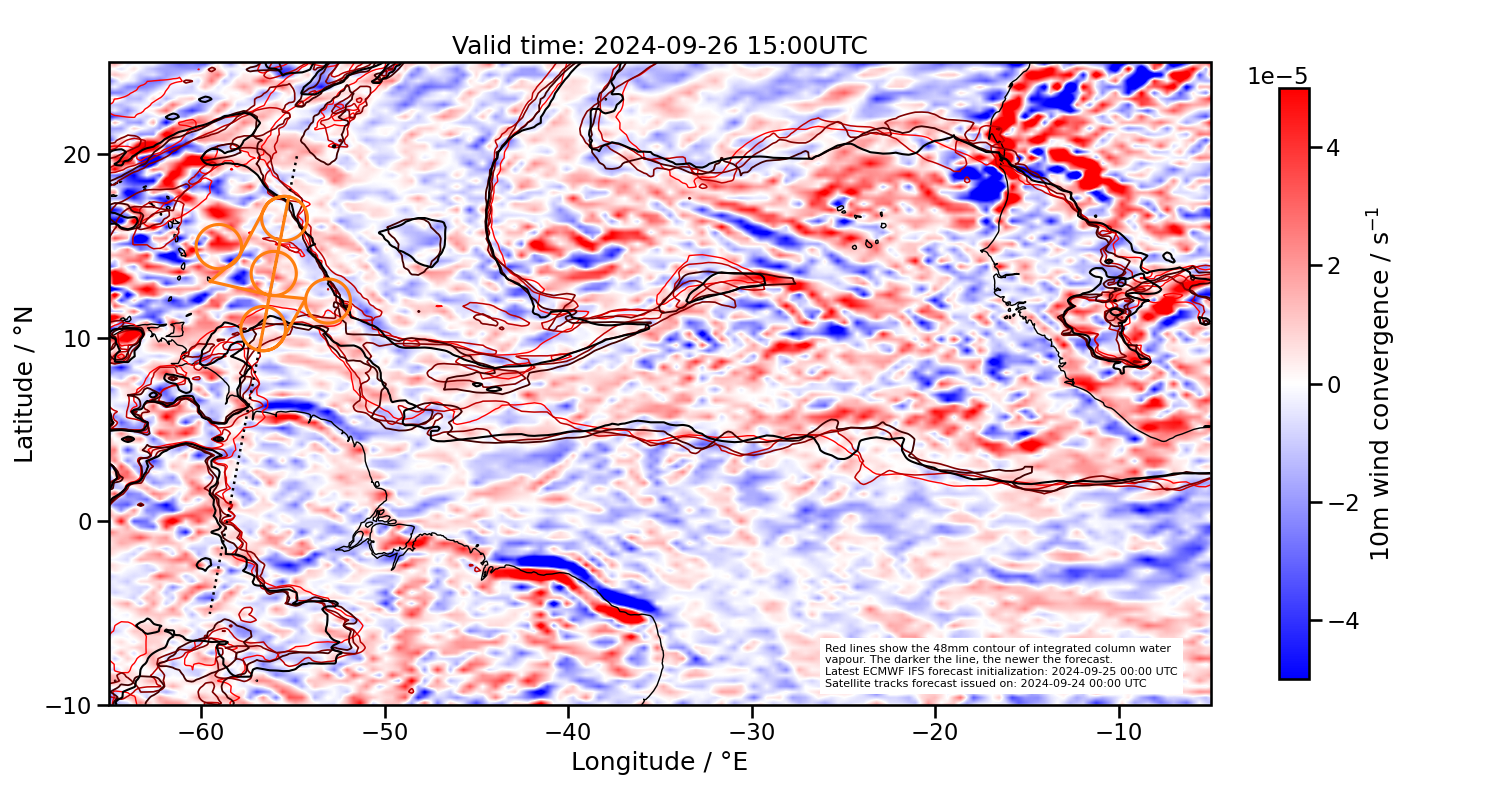 Valid time: 2024-09-26 15:00UTC
1e−5
20
10
0
−10
−60
−50
−40
−30
−20
−10
Longitude / °E
Latitude / °N
4
2
0
−2
−4
10m wind convergence / s⁻¹
Red lines show the 48mm contour of integrated column water
vapour. The darker the line, the newer the forecast.
Latest ECMWF IFS forecast initialization: 2024-09-25 00:00 UTC
Satellite tracks forecast issued on: 2024-09-24 00:00 UTC